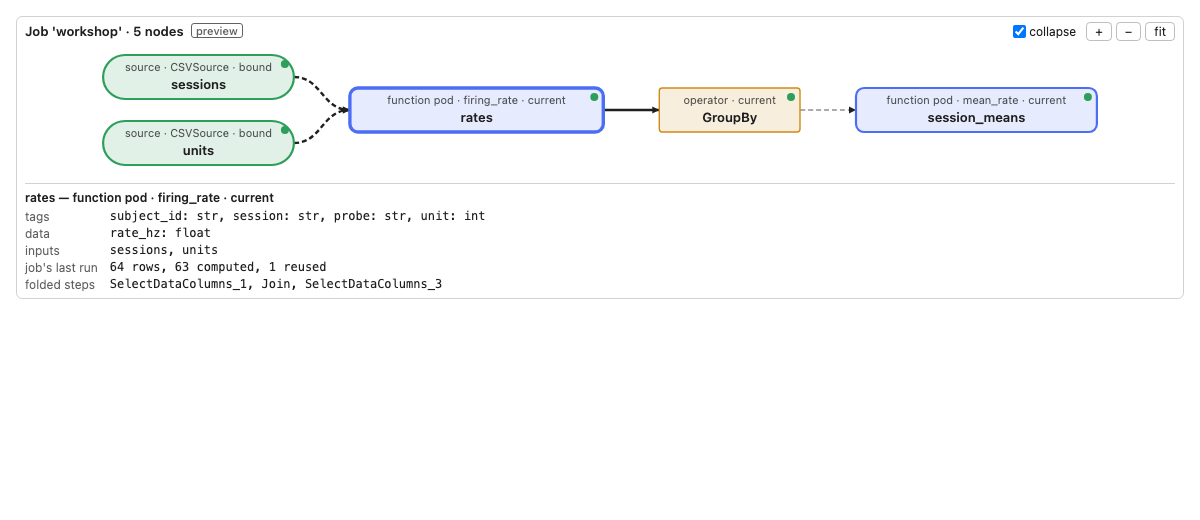 Job 'workshop' · 5 nodes preview
collapse + − fit
source · CSVSource · bound
sessions
source · CSVSource · bound
units
function pod · firing_rate · current
rates
operator · current
GroupBy
function pod · mean_rate · current
session_means
rates — function pod · firing_rate · current
tags subject_id: str, session: str, probe: str, unit: int
data rate_hz: float
inputs sessions, units
job's last run 64 rows, 63 computed, 1 reused
folded steps SelectDataColumns_1, Join, SelectDataColumns_3